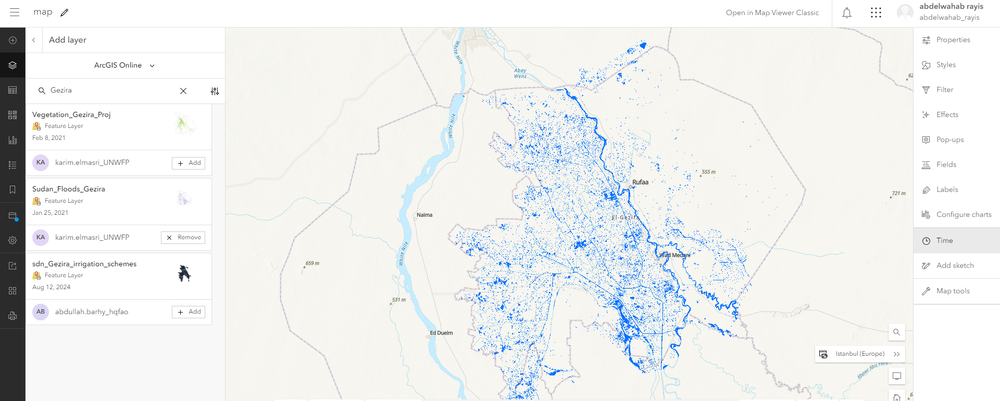 map
Open in Map Viewer Classic
abdelwahab rayis
abdelwahab_rayis
Add layer
ArcGIS Online
Gezira
Vegetation_Gezira_Proj
Feature Layer
Feb 8, 2021
KA
karim.elmasri_UNWFP
Add
Sudan_Floods_Gezira
Feature Layer
Jan 25, 2021
KA
karim.elmasri_UNWFP
Remove
sdn_Gezira_irrigation_schemes
Feature Layer
Aug 12, 2024
AB
abdullah.barhy_hqfao
Add
White Nile
Abay
Wenz
White Nile
555 m
Rufaa
721 m
Naima
El Gezir
White Nile
Wad Medani
659 m
531 m
Ed Dueim
Istanbul (Europe)
Khawr Abu
Properties
Styles
Filter
Effects
Pop-ups
Fields
Labels
Configure charts
Time
Add sketch
Map tools